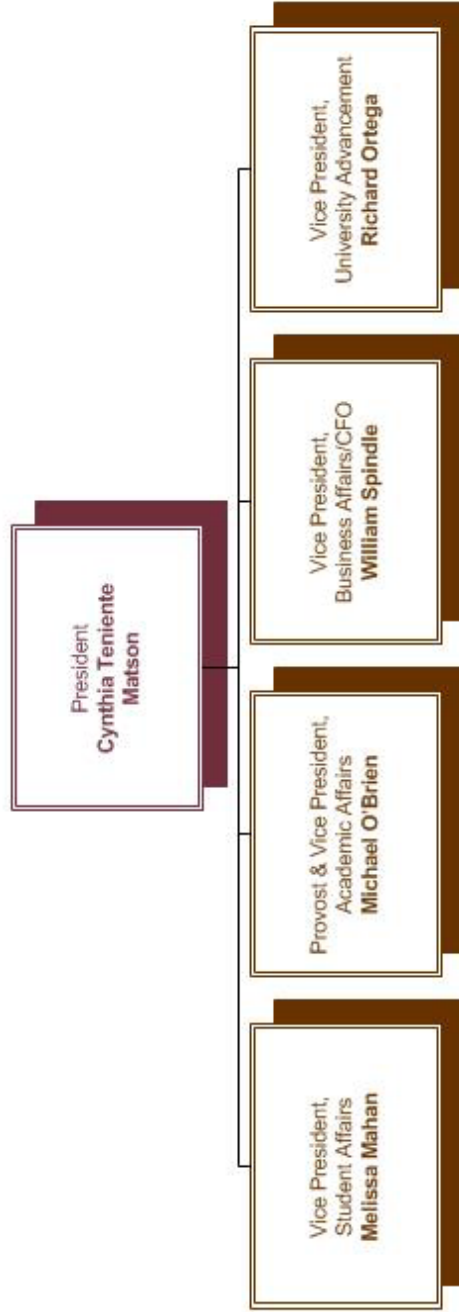 President
Cynthia Teniente
Matson
Vice President,
Student Affairs
Melissa Mahan
Provost & Vice President,
Academic Affairs
Michael O'Brien
Vice President,
Business Affairs/CFO
William Spindle
Vice President,
University Advancement
Richard Ortega